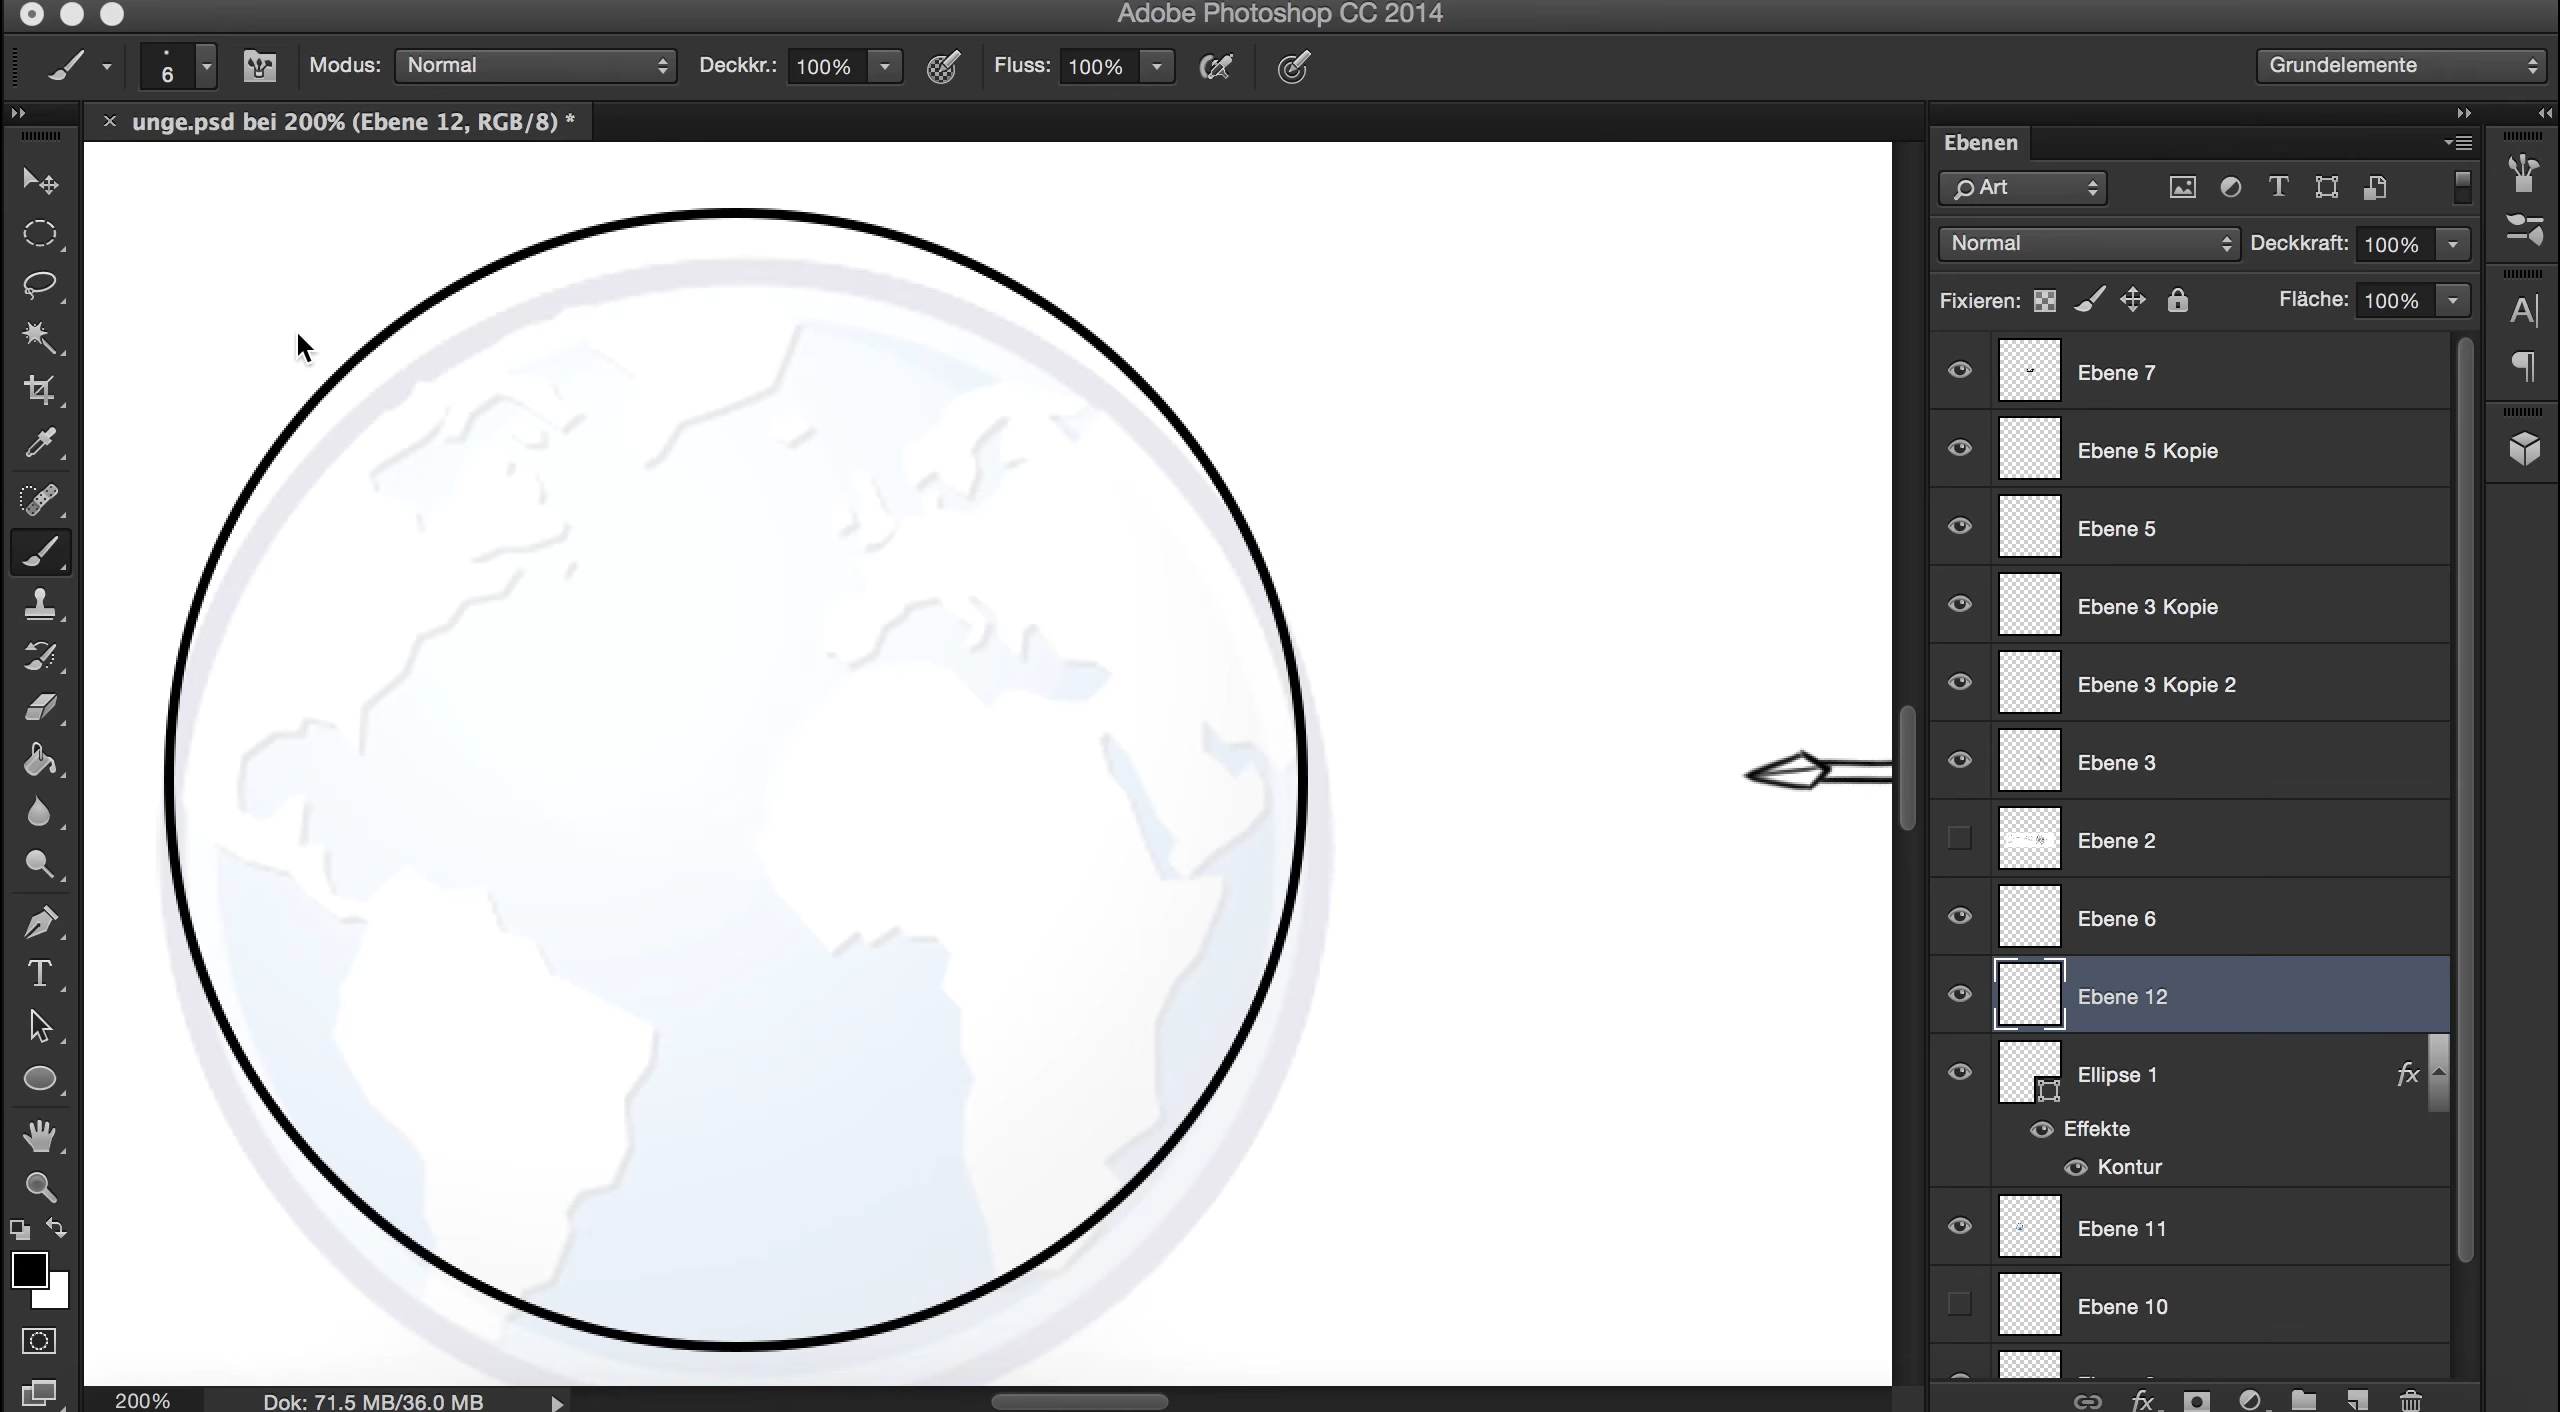 Adobe Photoshop CC 2014
6 Modus: Normal Deckkr.: 100% Fluss: 100% Grundelemente
unge.psd bei 200% (Ebene 12, RGB/8) *
Ebenen
Art
Normal Deckkraft: 100%
Fixieren: Fläche: 100%
Ebene 7
Ebene 5 Kopie
Ebene 5
Ebene 3 Kopie
Ebene 3 Kopie 2
Ebene 3
Ebene 2
Ebene 6
Ebene 12
Ellipse 1 fx
Effekte
Kontur
Ebene 11
Ebene 10
200% Dok: 71.5 MB/36.0 MB